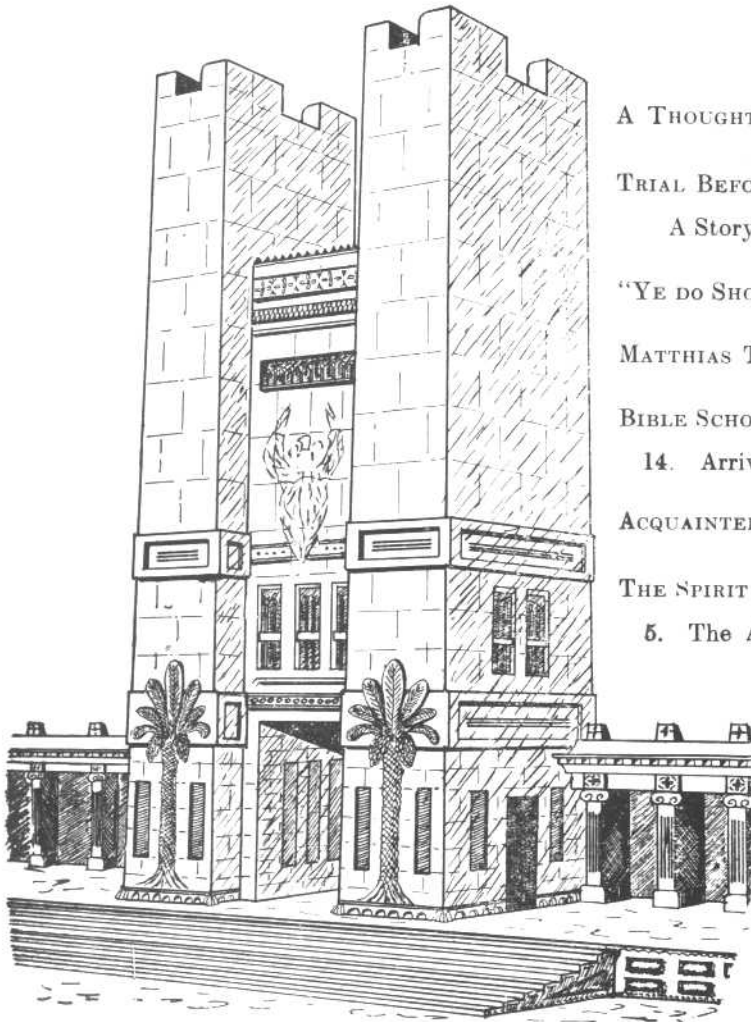 A THOUGHT
TRIAL BEFO
A Story
"YE DO SHO
MATTHIAS T
BIBLE SCHO
14. Arriv
ACQUAINTE
THE SPIRIT
5. The A